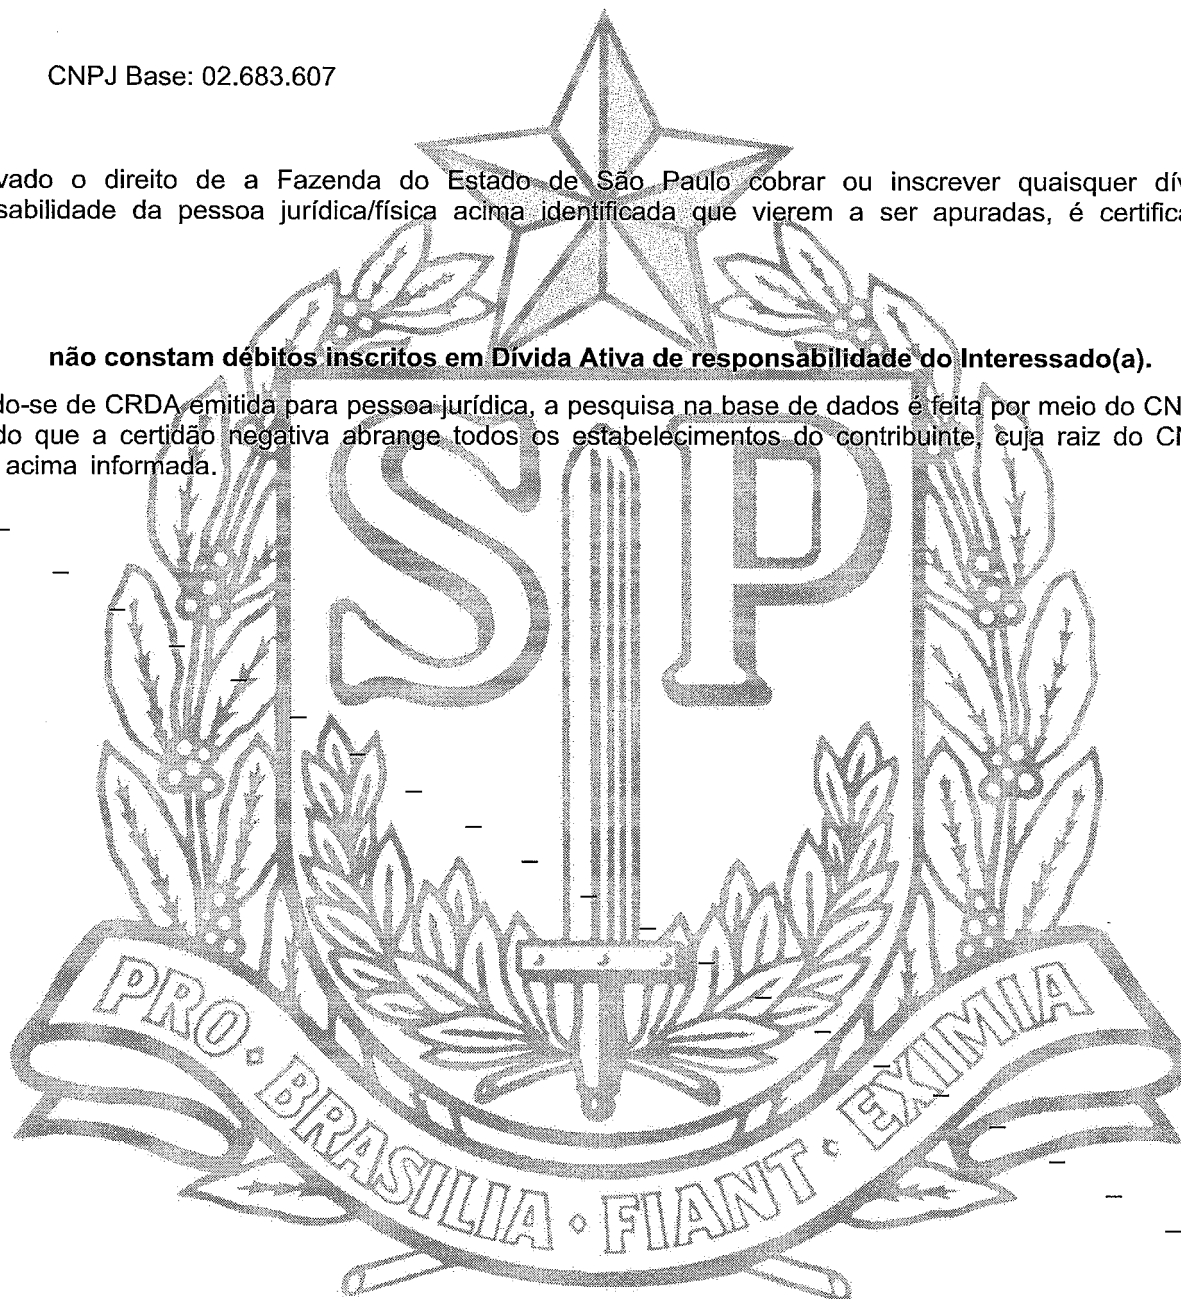 CNPJ Base: 02.683.607
vado o direito de a Fazenda do Estado de São Paulo cobrar ou inscrever quaisquer dív
sabilidade da pessoa jurídica/física acima identificada que vierem a ser apuradas, é certifica
não constam débitos inscritos em Dívida Ativa de responsabilidade do Interessado(a).
do-se de CRDA emitida para pessoa jurídica, a pesquisa na base de dados é feita por meio do CN
do que a certidão negativa abrange todos os estabelecimentos do contribuinte, cuja raiz do CN
acima informada.
S P
PRO · BRASILIA · FIANT · EXIMIA